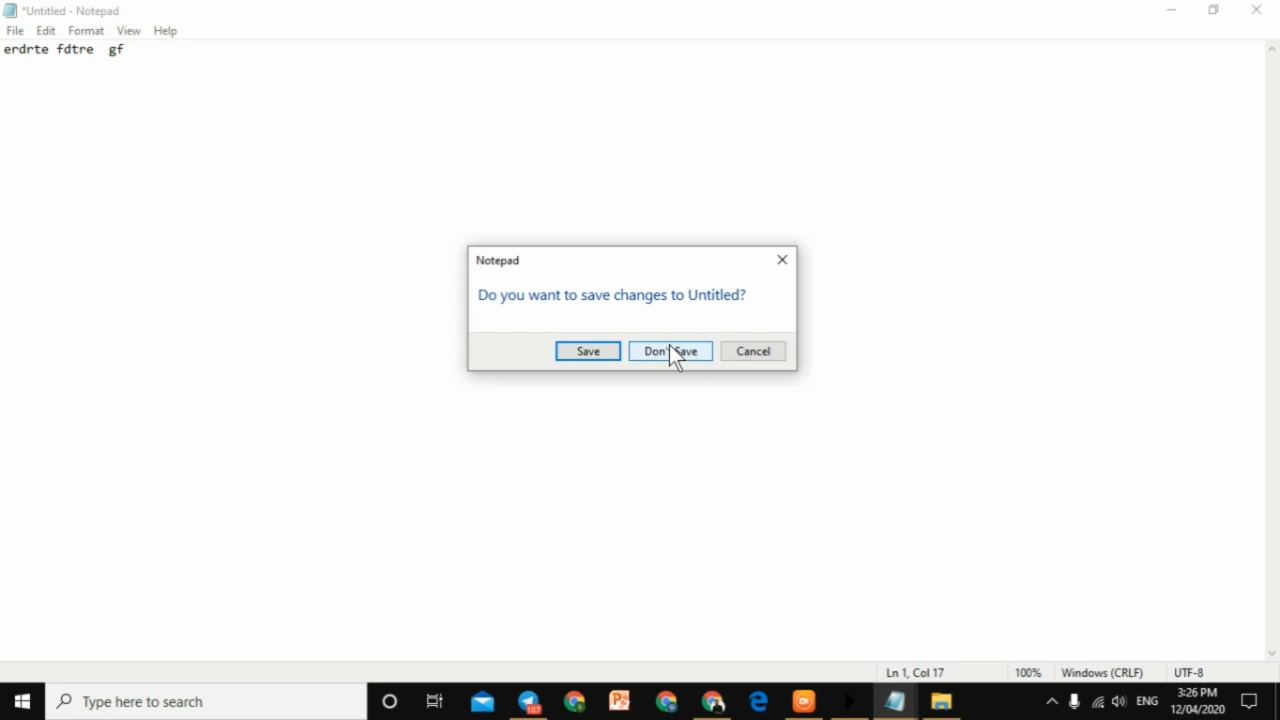 *Untitled - Notepad
File Edit Format View Help
erdrte fdtre  gf
Notepad
Do you want to save changes to Untitled?
Save Don't Save Cancel
Ln 1, Col 17 100% Windows (CRLF) UTF-8
Type here to search
107
ENG
3:26 PM
12/04/2020